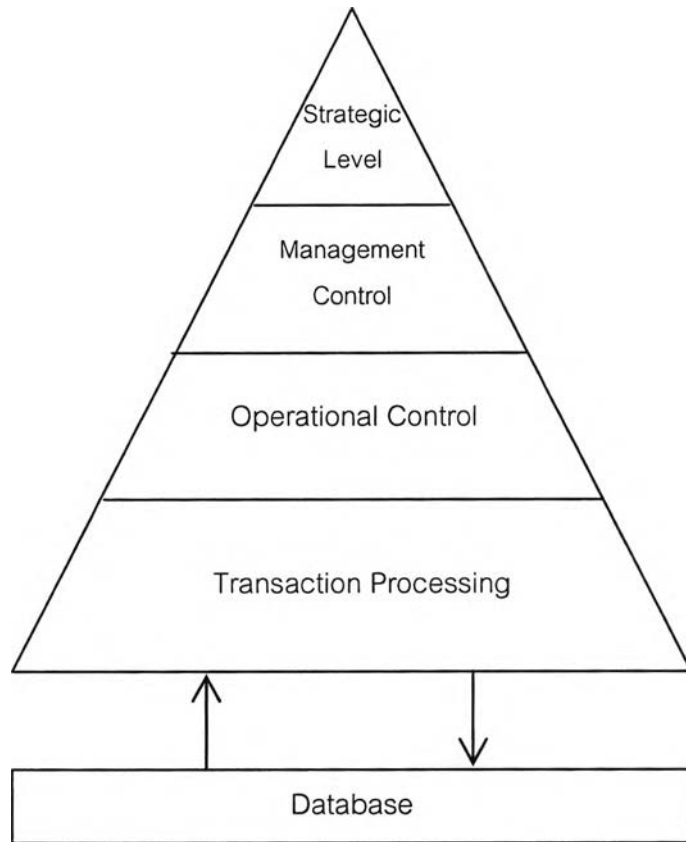 Strategic
Level
Management
Control
Operational Control
Transaction Processing
Database